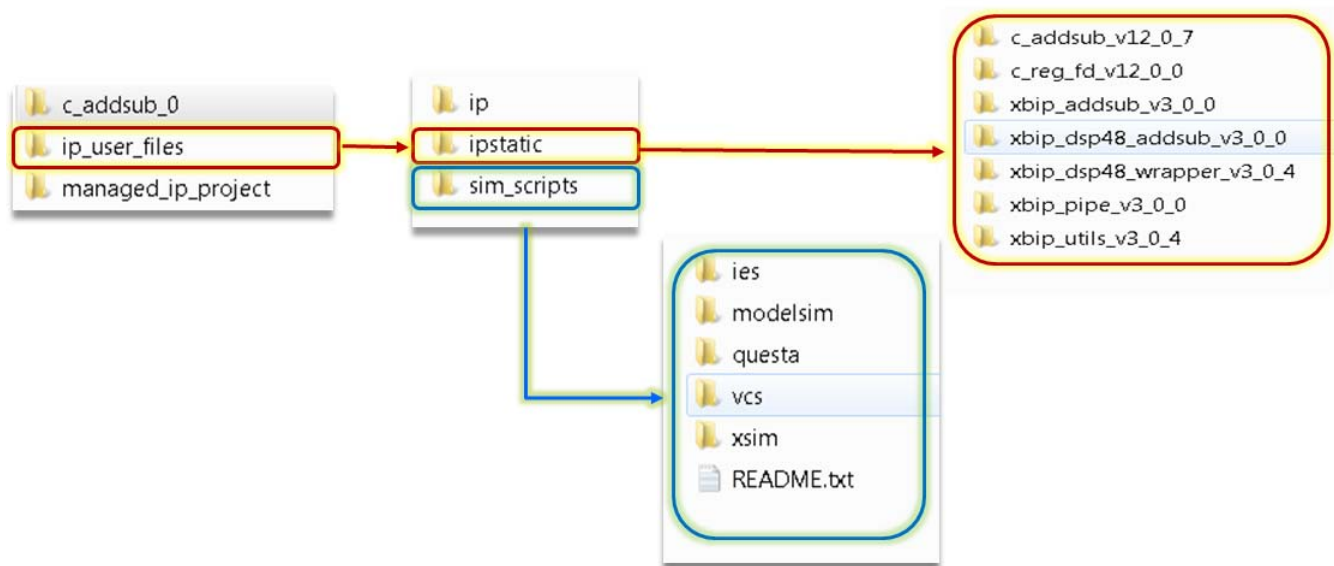 c_addsub_0
ip_user_files
managed_ip_project
ip
ipstatic
sim_scripts
c_addsub_v12_0_7
c_reg_fd_v12_0_0
xbip_addsub_v3_0_0
xbip_dsp48_addsub_v3_0_0
xbip_dsp48_wrapper_v3_0_4
xbip_pipe_v3_0_0
xbip_utils_v3_0_4
ies
modelsim
questa
vcs
xsim
README.txt